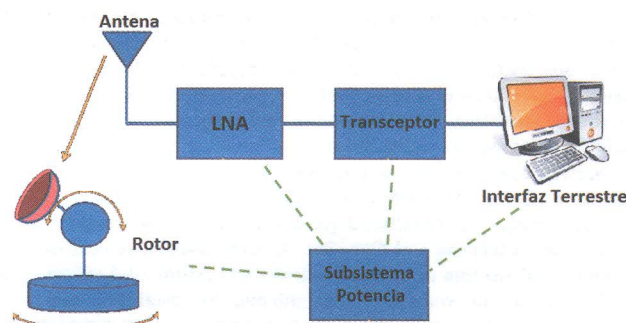 Antena
LNA
Transceptor
Interfaz Terrestre
Rotor
Subsistema
Potencia